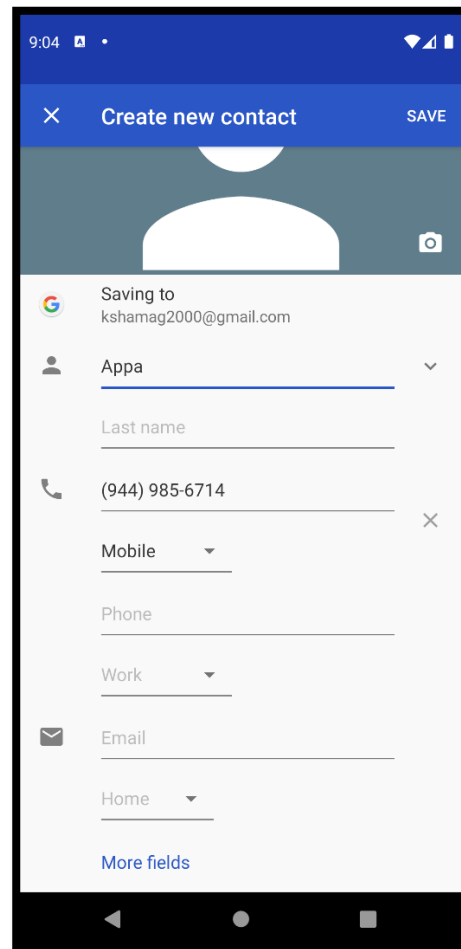 9:04
Create new contact SAVE
Saving to
kshamag2000@gmail.com
Appa
Last name
(944) 985-6714
Mobile
Phone
Work
Email
Home
More fields